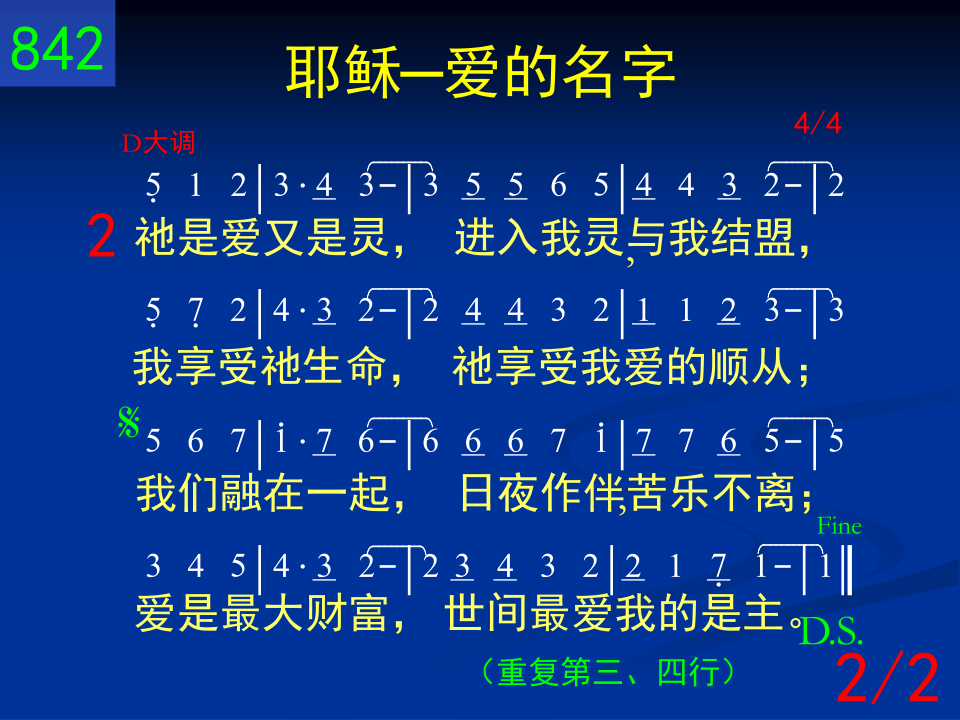 842
耶稣—爱的名字
D大调
4/4
5̣ 1 2│3·4̲ 3-│3 5̲ 5̲ 6 5│4̲ 4 3̲ 2-│2
2 祂是爱又是灵， 进入我灵,与我结盟，
5̣ 7̣ 2│4·3̲ 2-│2 4̲ 4̲ 3 2│1̲ 1 2̲ 3-│3
我享受祂生命， 祂享受我爱的顺从；
𝄋 5 6 7│i·7̲ 6-│6 6̲ 6̲ 7 i│7̲ 7 6̲ 5-│5
我们融在一起， 日夜作伴,苦乐不离；
Fine
3 4 5│4·3̲ 2-│2 3̲ 4̲ 3 2│2̲ 1 7̣̲ 1-│1‖
爱是最大财富， 世间最爱我的是主。
D.S.
（重复第三、四行）
2/2